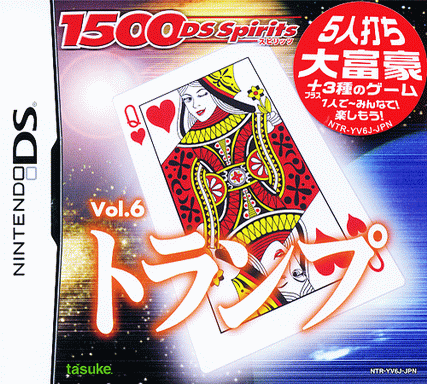 1500 DS Spirits
スピリッツ
5人打ち
大富豪
+3種のゲーム
プラス
1人で～みんなで!
楽しもう!
NTR-YV6J-JPN
Q
NINTENDO DS
Vol.6
トランプ
tasuke
NTR-YV6J-JPN